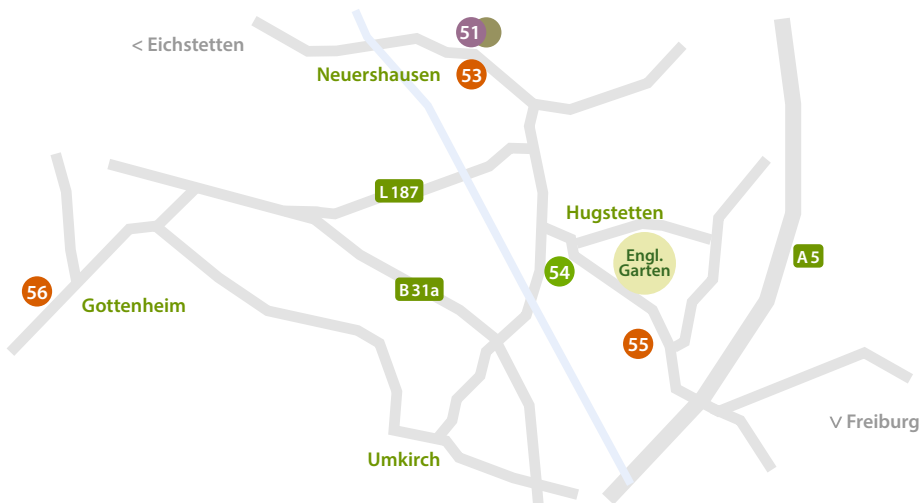 51
< Eichstetten
Neuershausen
53
L 187
Hugstetten
Engl.
Garten
A 5
54
56
B 31a
Gottenheim
55
V Freiburg
Umkirch